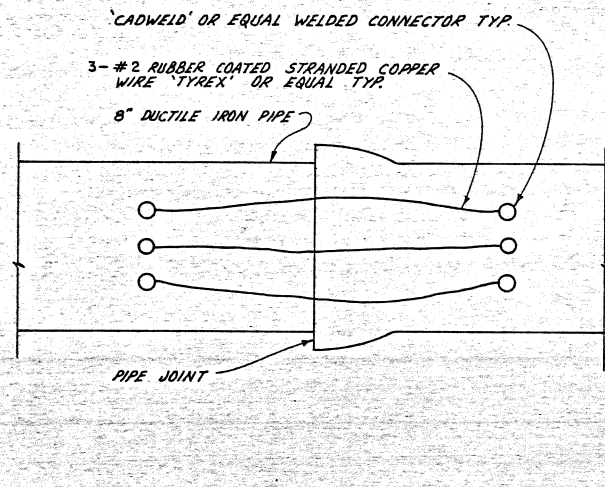 'CADWELD' OR EQUAL WELDED CONNECTOR TYP.
3-#2 RUBBER COATED STRANDED COPPER
WIRE 'TYREX' OR EQUAL TYP.
8" DUCTILE IRON PIPE
PIPE JOINT